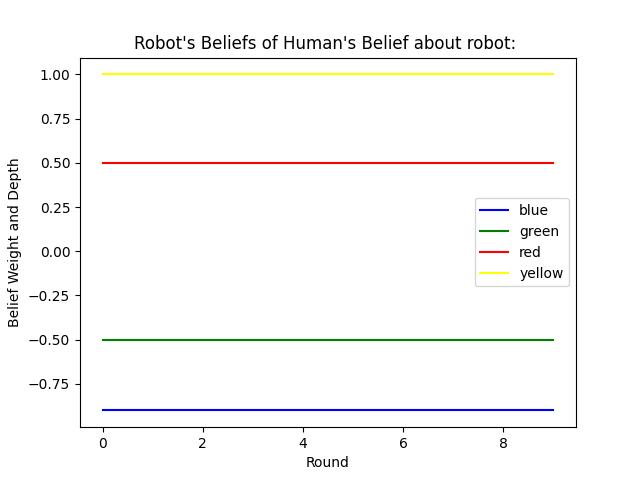 Robot's Beliefs of Human's Belief about robot:
Belief Weight and Depth
1.00
0.75
0.50
0.25
0.00
−0.25
−0.50
−0.75
blue
green
red
yellow
0 2 4 6 8
Round